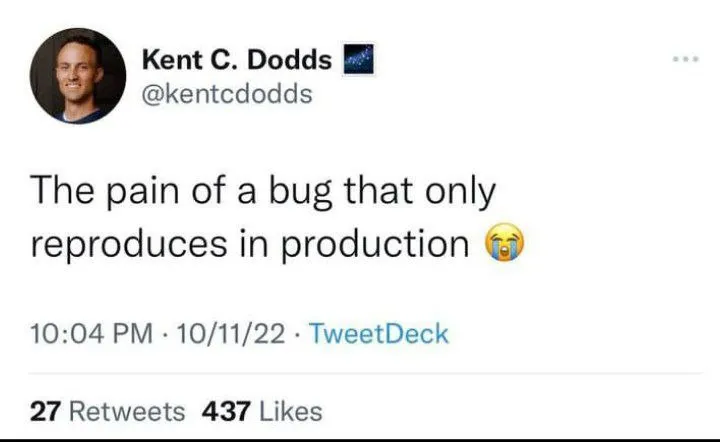 Kent C. Dodds 🌌
@kentcdodds
The pain of a bug that only
reproduces in production 😭
10:04 PM · 10/11/22 · TweetDeck
27 Retweets 437 Likes